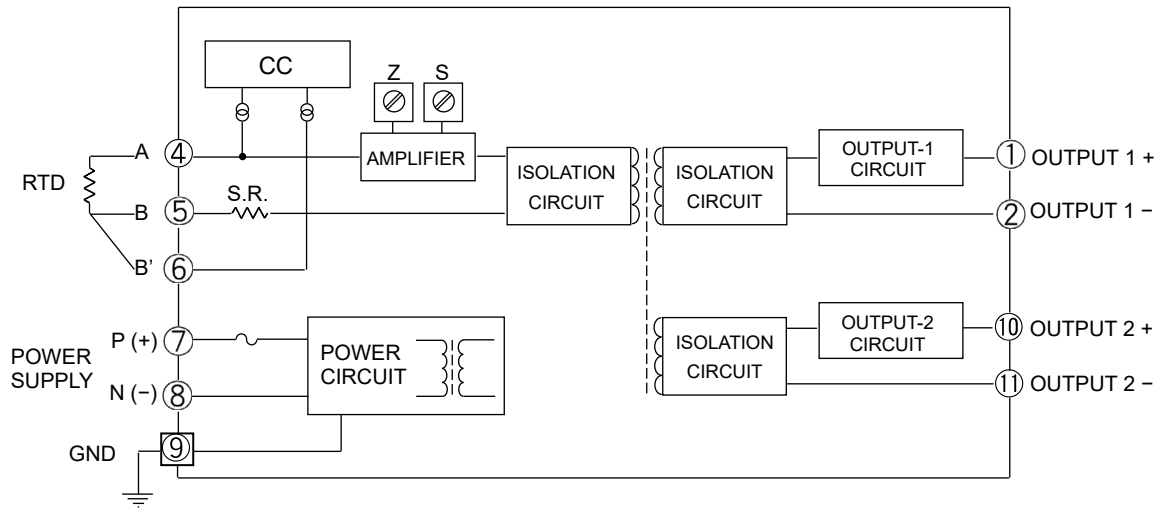 CC
Z
S
A
④
AMPLIFIER
RTD
B
⑤
S.R.
B’
⑥
ISOLATION
CIRCUIT
ISOLATION
CIRCUIT
OUTPUT-1
CIRCUIT
①
OUTPUT 1 +
②
OUTPUT 1 −
POWER
SUPPLY
P (+)
⑦
N (−)
⑧
POWER
CIRCUIT
GND
⑨
ISOLATION
CIRCUIT
OUTPUT-2
CIRCUIT
⑩
OUTPUT 2 +
⑪
OUTPUT 2 −